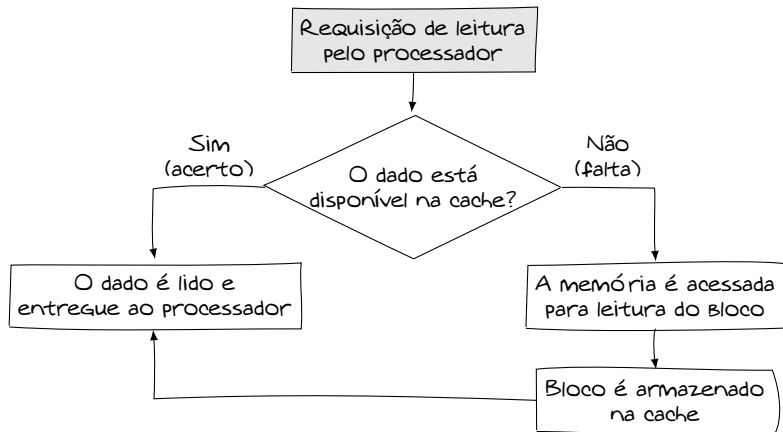 Requisição de leitura
pelo processador
Sim
(acerto)
Não
(falta)
O dado está
disponível na cache?
O dado é lido e
entregue ao processador
A memória é acessada
para leitura do Bloco
Bloco é armazenado
na cache